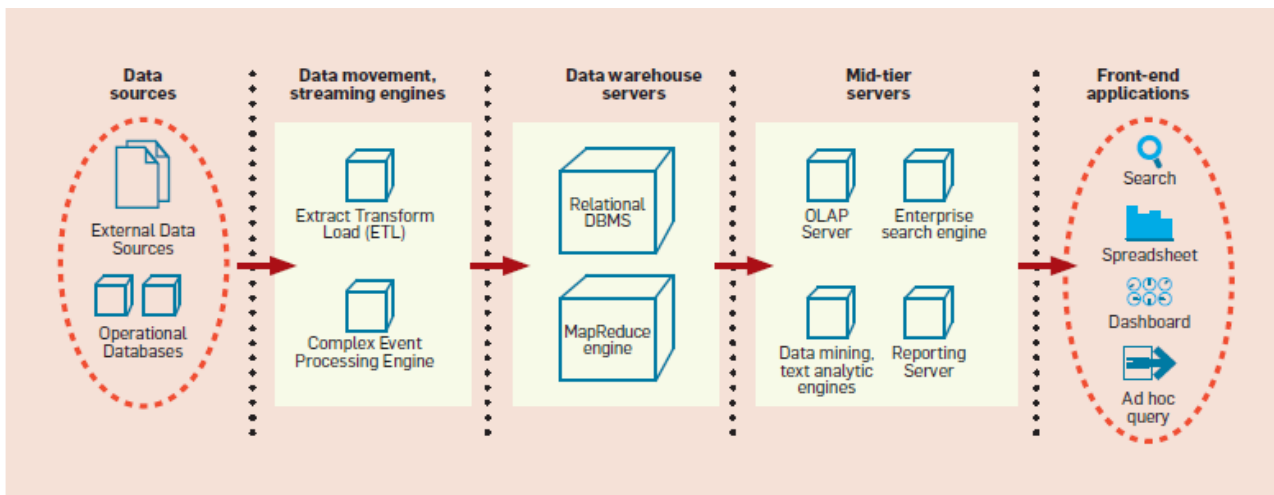 Data
sources
Data movement,
streaming engines
Data warehouse
servers
Mid-tier
servers
Front-end
applications
External Data
Sources
Operational
Databases
Extract Transform
Load (ETL)
Complex Event
Processing Engine
Relational
DBMS
MapReduce
engine
OLAP
Server
Enterprise
search engine
Data mining,
text analytic
engines
Reporting
Server
Search
Spreadsheet
Dashboard
Ad hoc
query